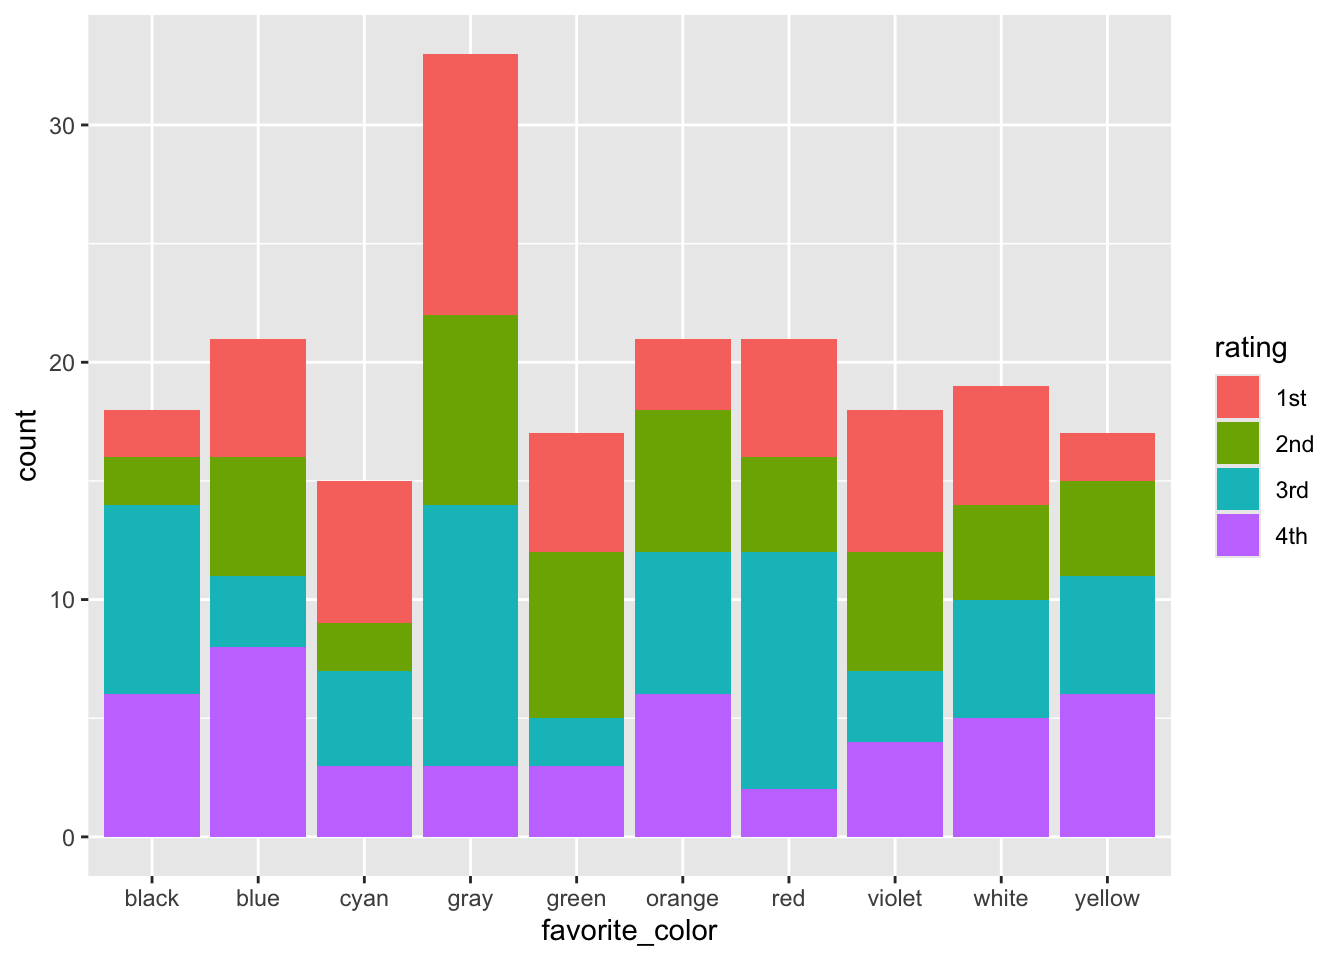 count
30
20
10
0
black blue cyan gray green orange red violet white yellow
favorite_color
rating
1st
2nd
3rd
4th